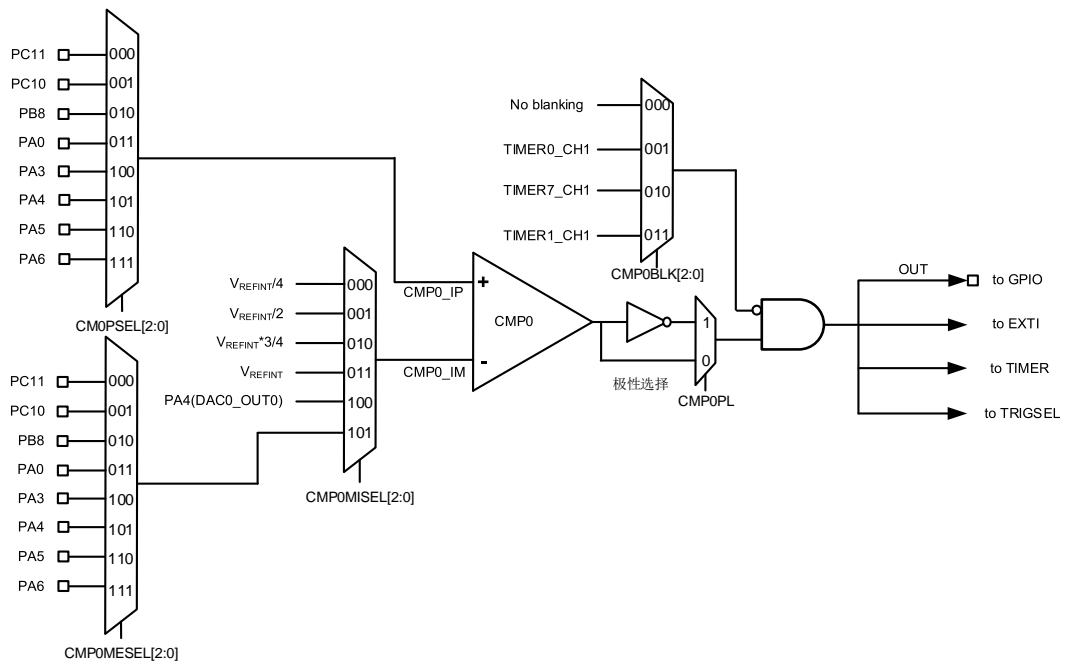 PC11
000
PC10
001
PB8
010
PA0
011
PA3
100
PA4
101
PA5
110
PA6
111
CM0PSEL[2:0]
PC11
000
PC10
001
PB8
010
PA0
011
PA3
100
PA4
101
PA5
110
PA6
111
CMP0MESEL[2:0]
VREFINT/4
000
VREFINT/2
001
VREFINT*3/4
010
VREFINT
011
PA4(DAC0_OUT0)
100
101
CMP0MISEL[2:0]
CMP0_IP
CMP0_IM
+
CMP0
-
No blanking
000
TIMER0_CH1
001
TIMER7_CH1
010
TIMER1_CH1
011
CMP0BLK[2:0]
1
0
极性选择
CMP0PL
OUT
to GPIO
to EXTI
to TIMER
to TRIGSEL